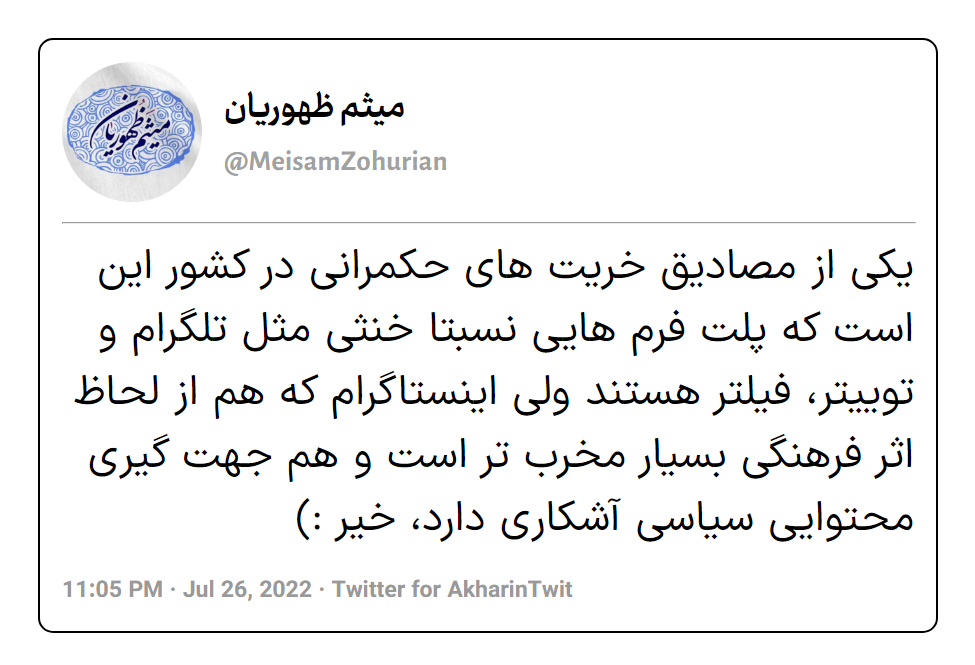 میثم ظهوریان
میثم ظهوریان
@MeisamZohurian
یکی از مصادیق خریت های حکمرانی در کشور این
است که پلت فرم هایی نسبتا خنثی مثل تلگرام و
توییتر، فیلتر هستند ولی اینستاگرام که هم از لحاظ
اثر فرهنگی بسیار مخرب تر است و هم جهت گیری
محتوایی سیاسی آشکاری دارد، خیر :)
11:05 PM · Jul 26, 2022 · Twitter for AkharinTwit